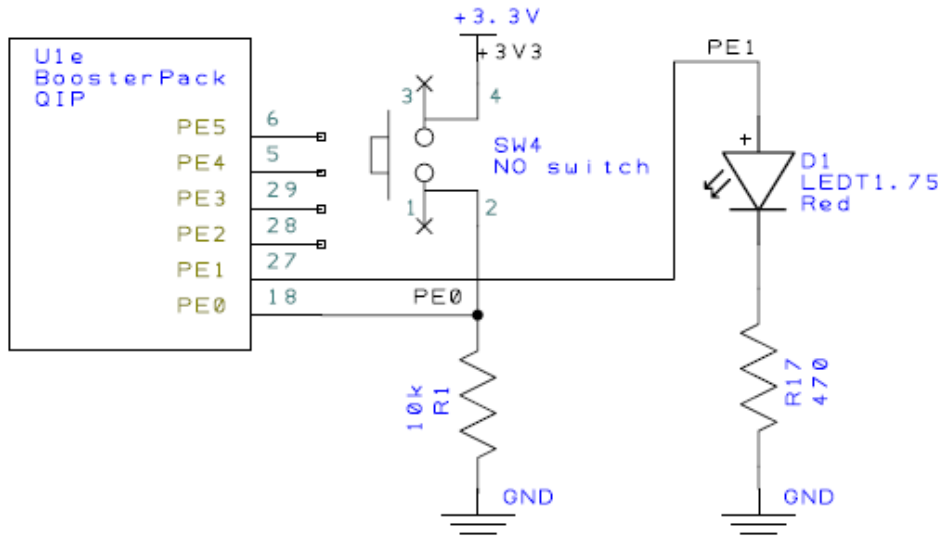 U1e
BoosterPack
QIP
PE5
6
PE4
5
PE3
29
PE2
28
PE1
27
PE0
18
+3.3V
+3V3
3
4
SW4
NO switch
1
2
PE0
10k
R1
GND
PE1
+
D1
LEDT1.75
Red
R17
470
GND